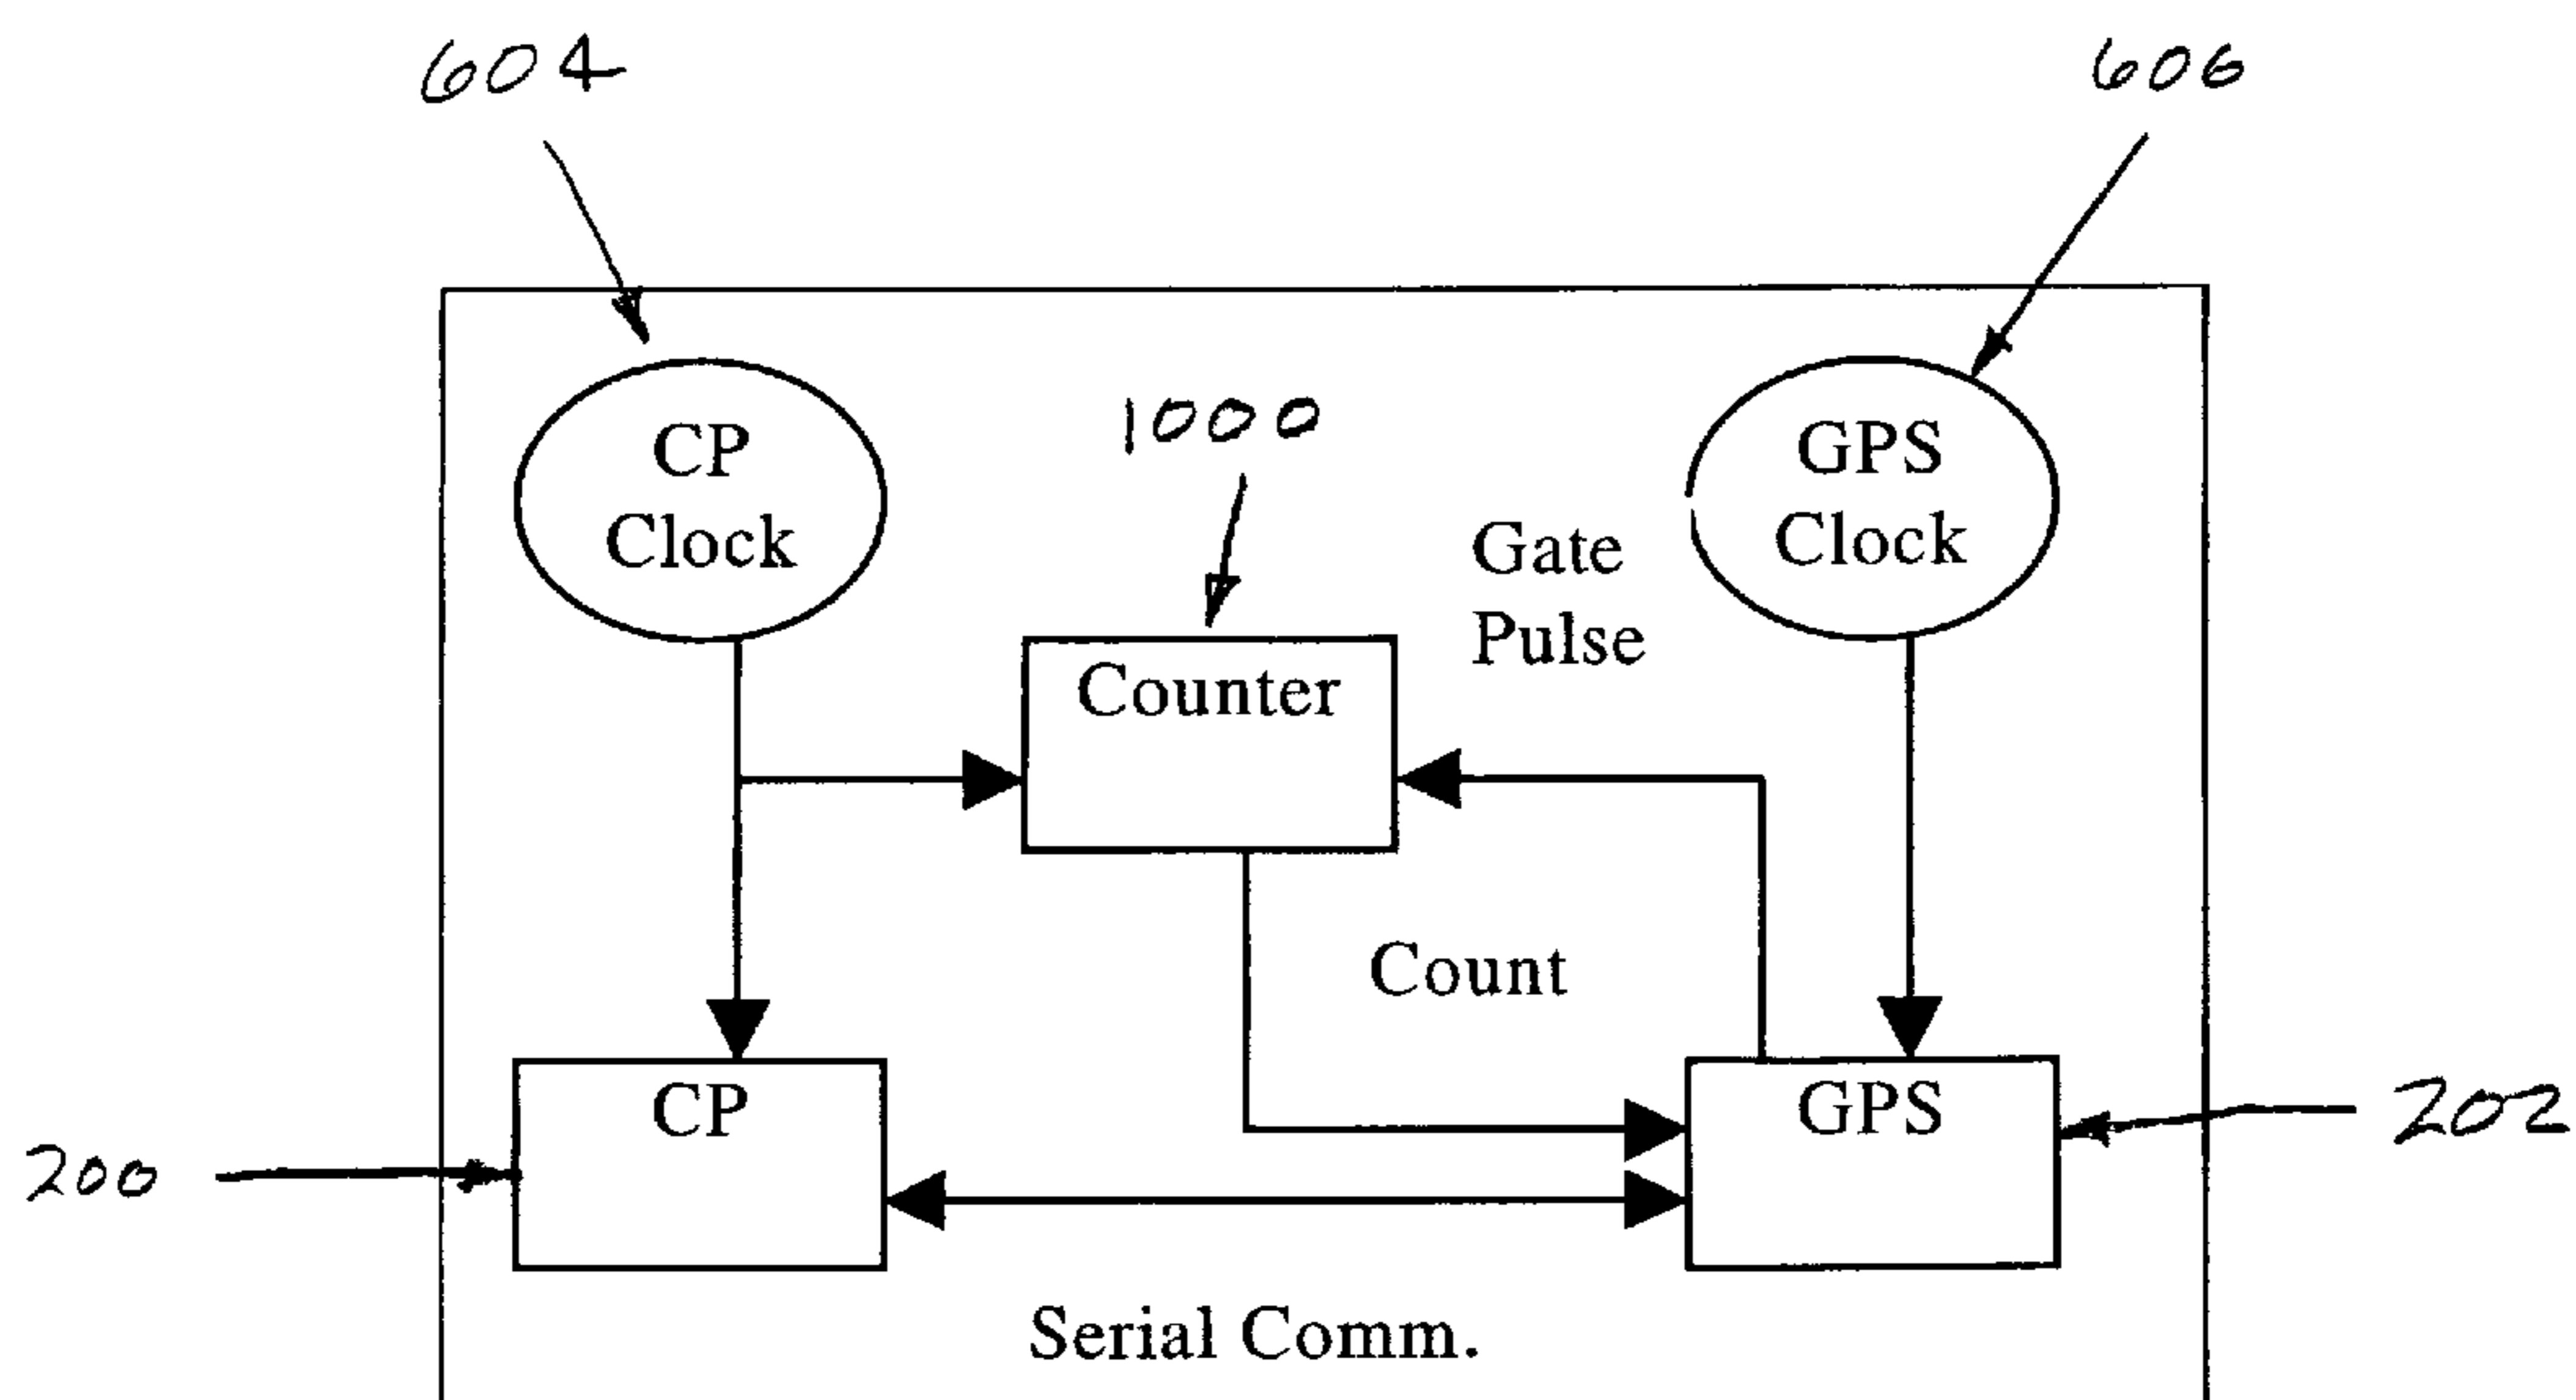 604
606
CP
Clock
1000
GPS
Clock
Gate
Pulse
Counter
Count
CP
GPS
200
202
Serial Comm.